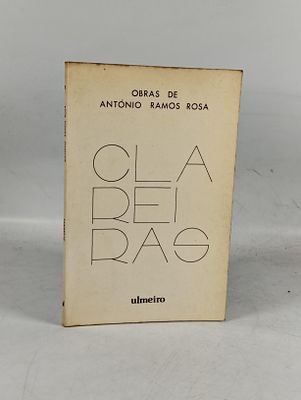 OBRAS DE
ANTÓNIO RAMOS ROSA
CLA
REI
RAS
ulmeiro